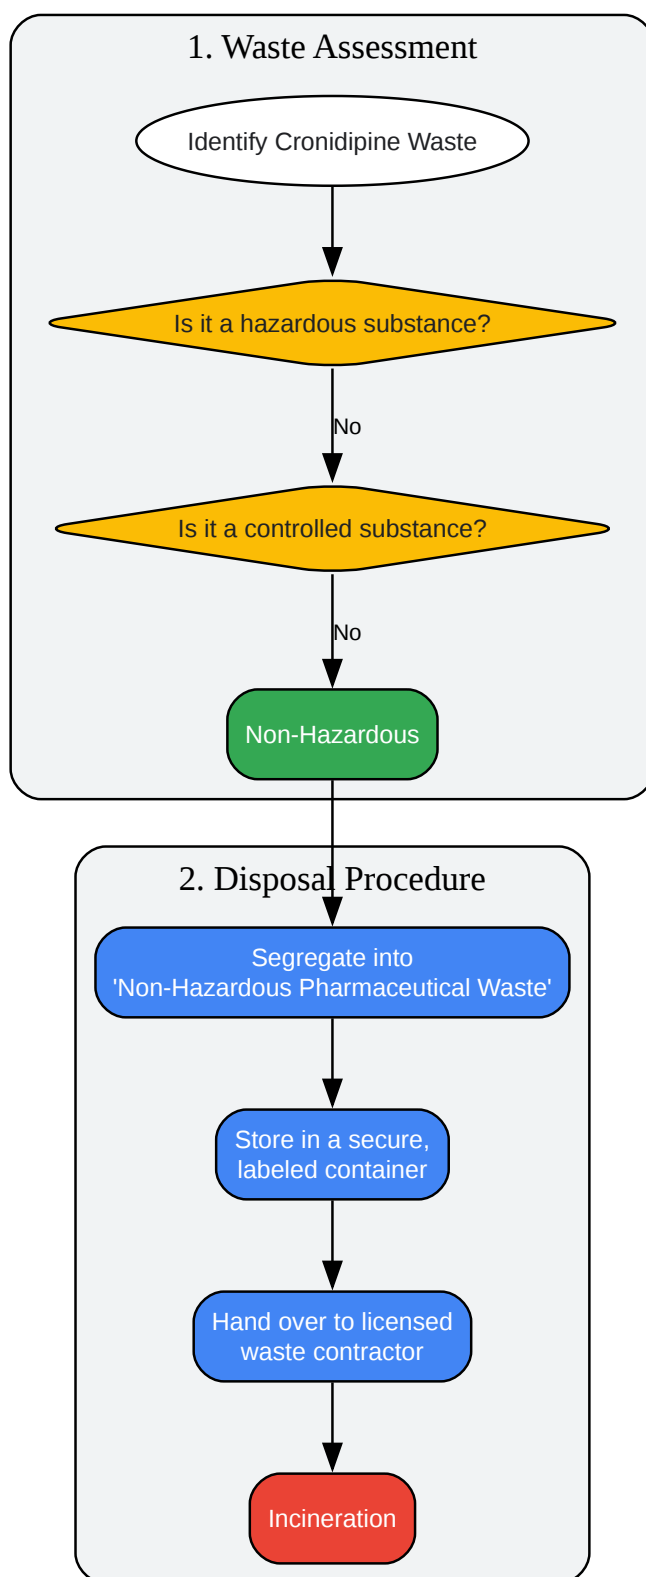 1. Waste Assessment
Identify Cronidipine Waste
Is it a hazardous substance?
No
Is it a controlled substance?
No
Non-Hazardous
2. Disposal Procedure
Segregate into
'Non-Hazardous Pharmaceutical Waste'
Store in a secure,
labeled container
Hand over to licensed
waste contractor
Incineration